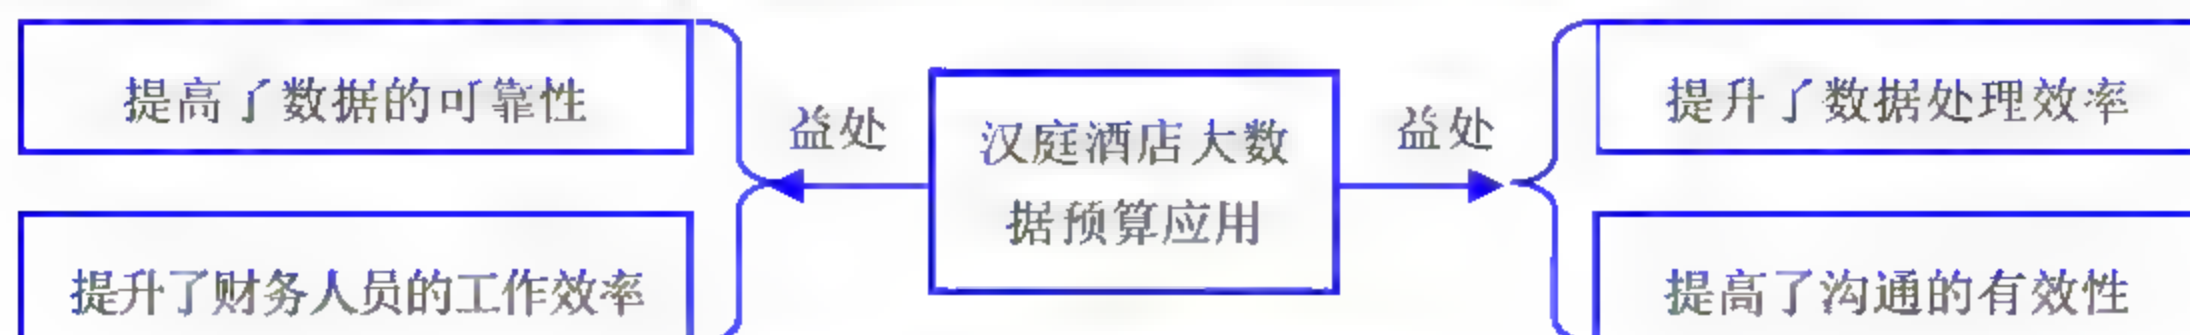 提高了数据的可靠性
提升了财务人员的工作效率
益处
汉庭酒店大数
据预算应用
益处
提升了数据处理效率
提高了沟通的有效性